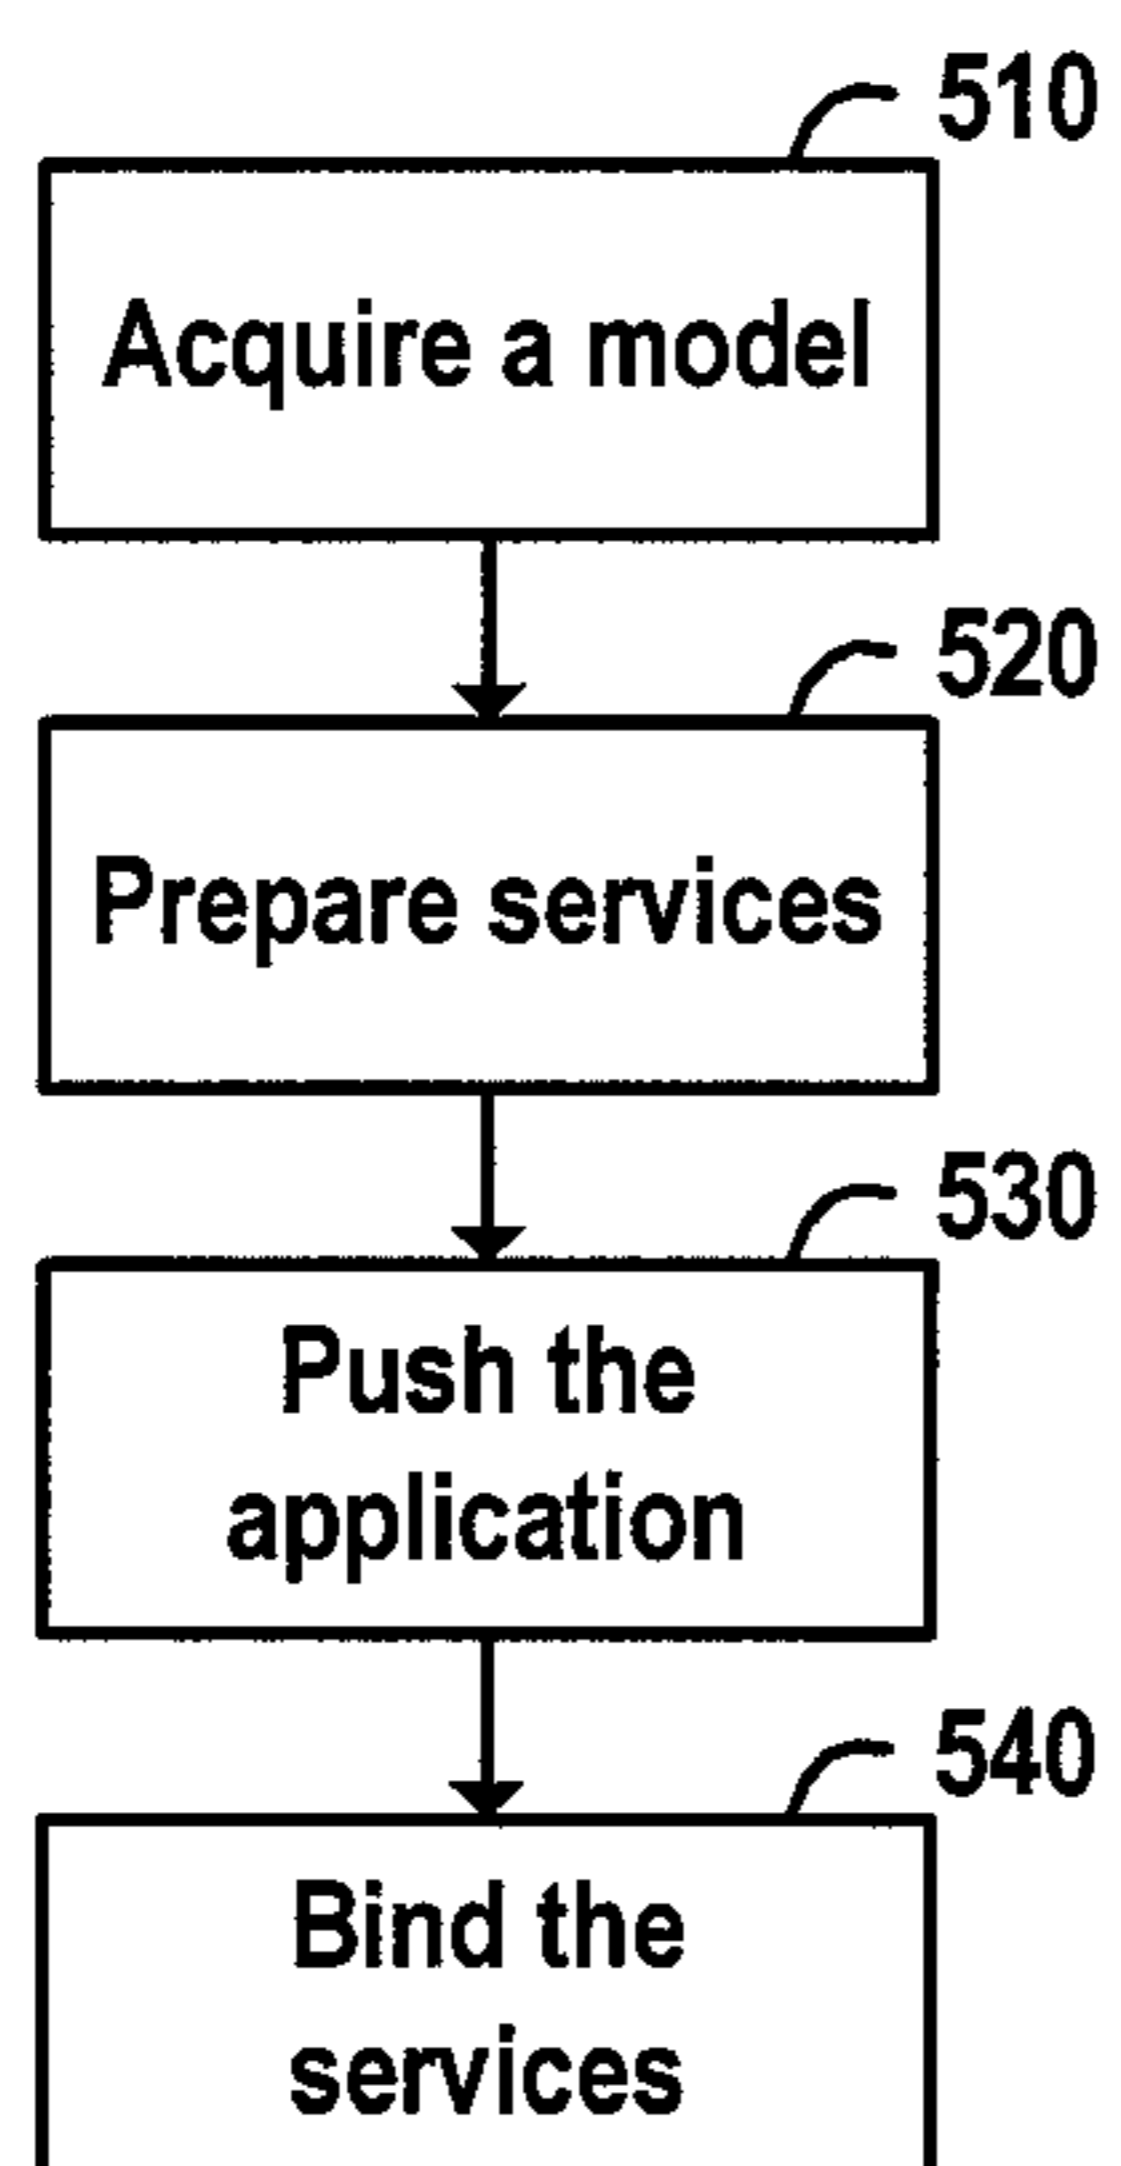 510
Acquire a model
520
Prepare services
530
Push the
application
540
Bind the
services